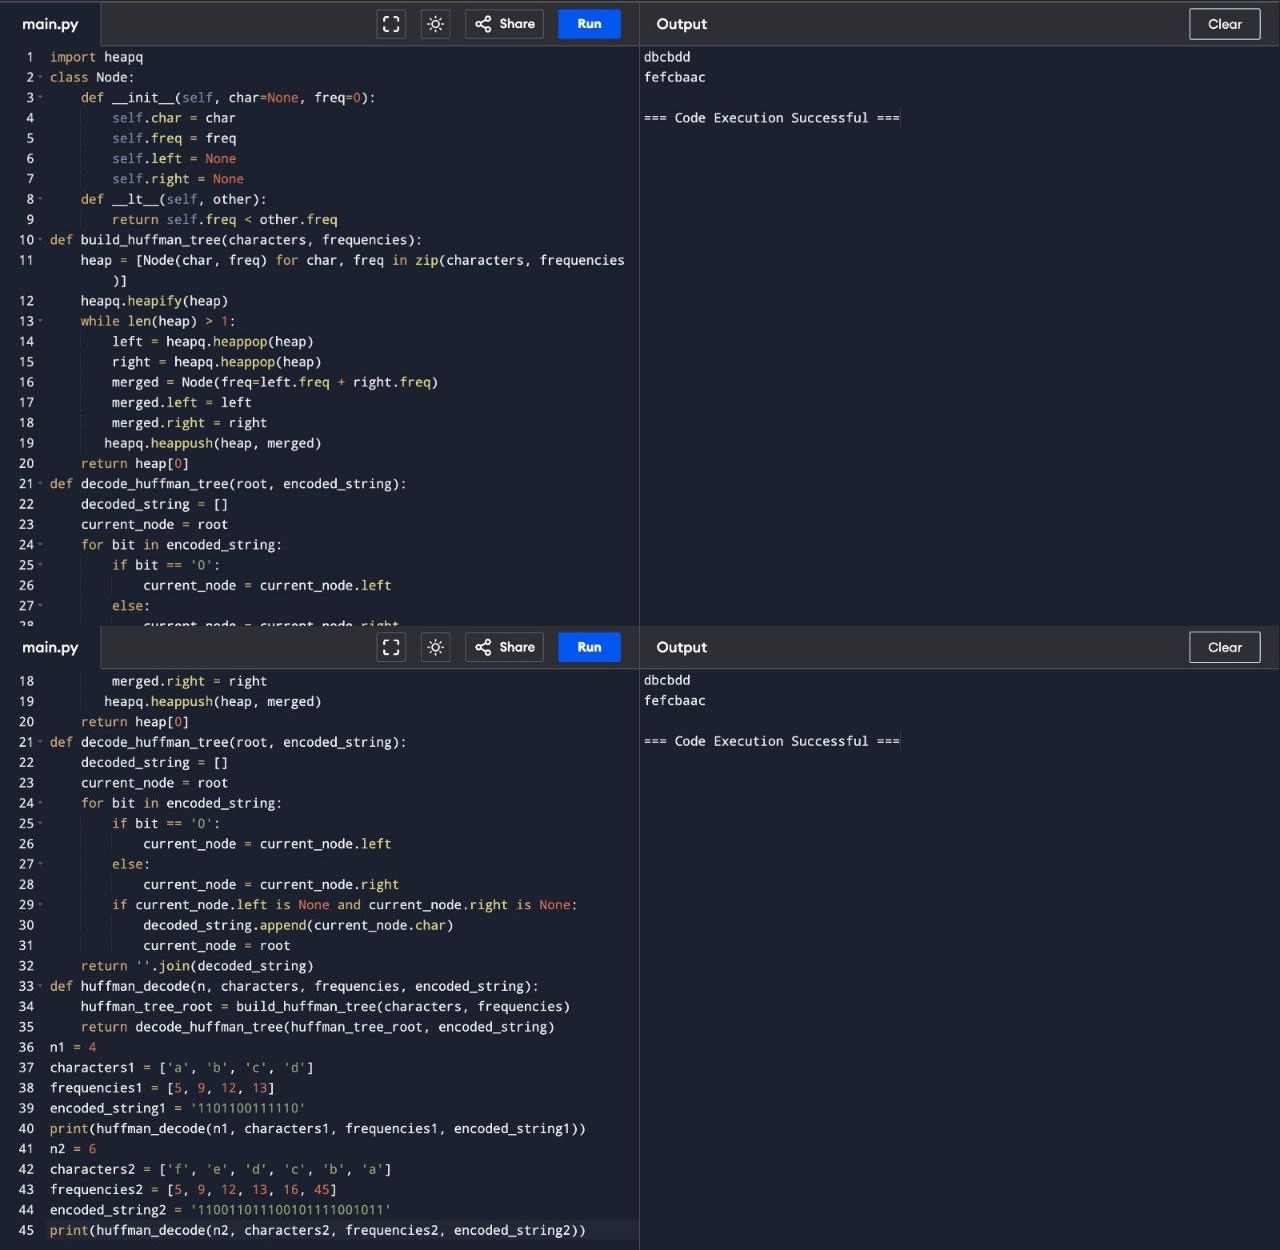 main.py Share Run Output Clear
1 import heapq
2 class Node:
3     def __init__(self, char=None, freq=0):
4         self.char = char
5         self.freq = freq
6         self.left = None
7         self.right = None
8     def __lt__(self, other):
9         return self.freq < other.freq
10 def build_huffman_tree(characters, frequencies):
11     heap = [Node(char, freq) for char, freq in zip(characters, frequencies
        )]
12     heapq.heapify(heap)
13     while len(heap) > 1:
14         left = heapq.heappop(heap)
15         right = heapq.heappop(heap)
16         merged = Node(freq=left.freq + right.freq)
17         merged.left = left
18         merged.right = right
19        heapq.heappush(heap, merged)
20     return heap[0]
21 def decode_huffman_tree(root, encoded_string):
22     decoded_string = []
23     current_node = root
24     for bit in encoded_string:
25         if bit == '0':
26             current_node = current_node.left
27         else:
28             current_node = current_node.right
dbcbdd
fefcbaac
=== Code Execution Successful ===
main.py Share Run Output Clear
18         merged.right = right
19        heapq.heappush(heap, merged)
20     return heap[0]
21 def decode_huffman_tree(root, encoded_string):
22     decoded_string = []
23     current_node = root
24     for bit in encoded_string:
25         if bit == '0':
26             current_node = current_node.left
27         else:
28             current_node = current_node.right
29         if current_node.left is None and current_node.right is None:
30             decoded_string.append(current_node.char)
31             current_node = root
32     return ''.join(decoded_string)
33 def huffman_decode(n, characters, frequencies, encoded_string):
34     huffman_tree_root = build_huffman_tree(characters, frequencies)
35     return decode_huffman_tree(huffman_tree_root, encoded_string)
36 n1 = 4
37 characters1 = ['a', 'b', 'c', 'd']
38 frequencies1 = [5, 9, 12, 13]
39 encoded_string1 = '1101100111110'
40 print(huffman_decode(n1, characters1, frequencies1, encoded_string1))
41 n2 = 6
42 characters2 = ['f', 'e', 'd', 'c', 'b', 'a']
43 frequencies2 = [5, 9, 12, 13, 16, 45]
44 encoded_string2 = '110011011100101111001011'
45 print(huffman_decode(n2, characters2, frequencies2, encoded_string2))
dbcbdd
fefcbaac
=== Code Execution Successful ===